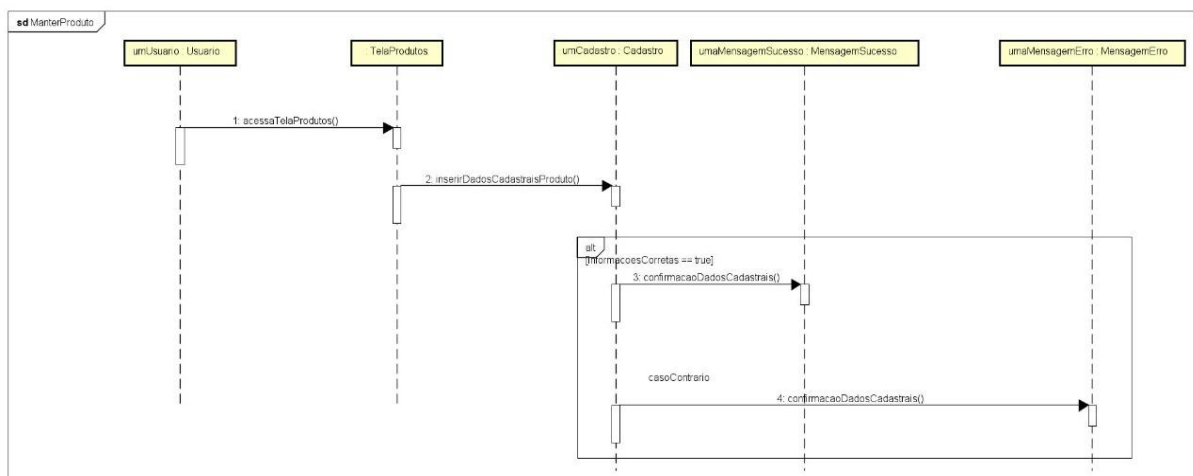 sd ManterProduto
umUsuario : Usuario
: TelaProdutos
umCadastro : Cadastro
umaMensagemSucesso : MensagemSucesso
umaMensagemErro : MensagemErro
1: acessaTelaProdutos()
2: inserirDadosCadastraisProduto()
alt
[informacoesCorretas == true]
3: confirmacaoDadosCadastrais()
casoContrario
4: confirmacaoDadosCadastrais()